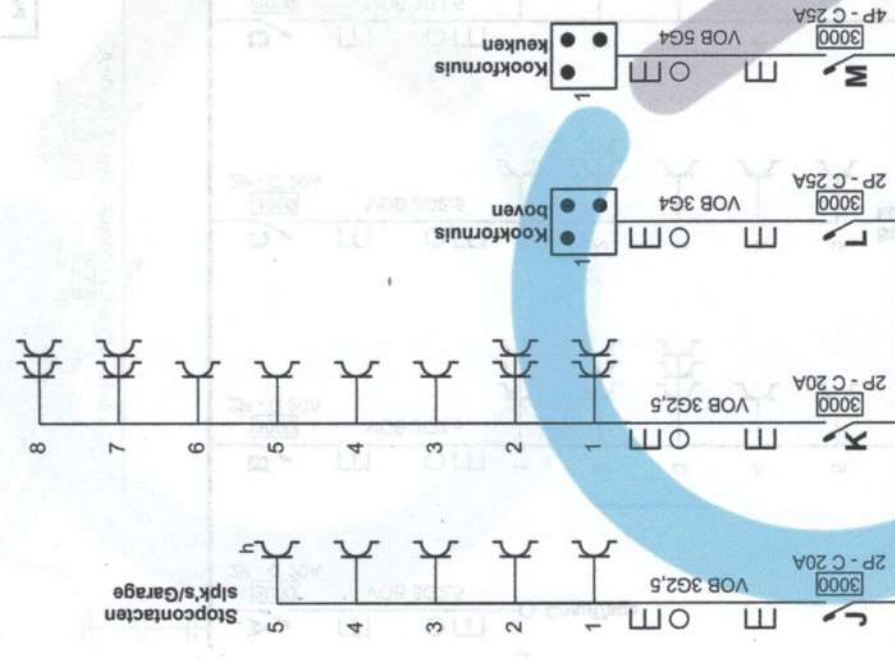 Kookfornuis
keuken
1
VOB 5G4
3000
4P - C 25A
M
Kookfornuis
boven
1
VOB 3G4
3000
2P - C 25A
L
8
7
6
5
4
3
2
1
VOB 3G2,5
3000
2P - C 20A
K
Stopcontacten
slpk's/Garage
h
5
4
3
2
1
VOB 3G2,5
3000
2P - C 20A
J